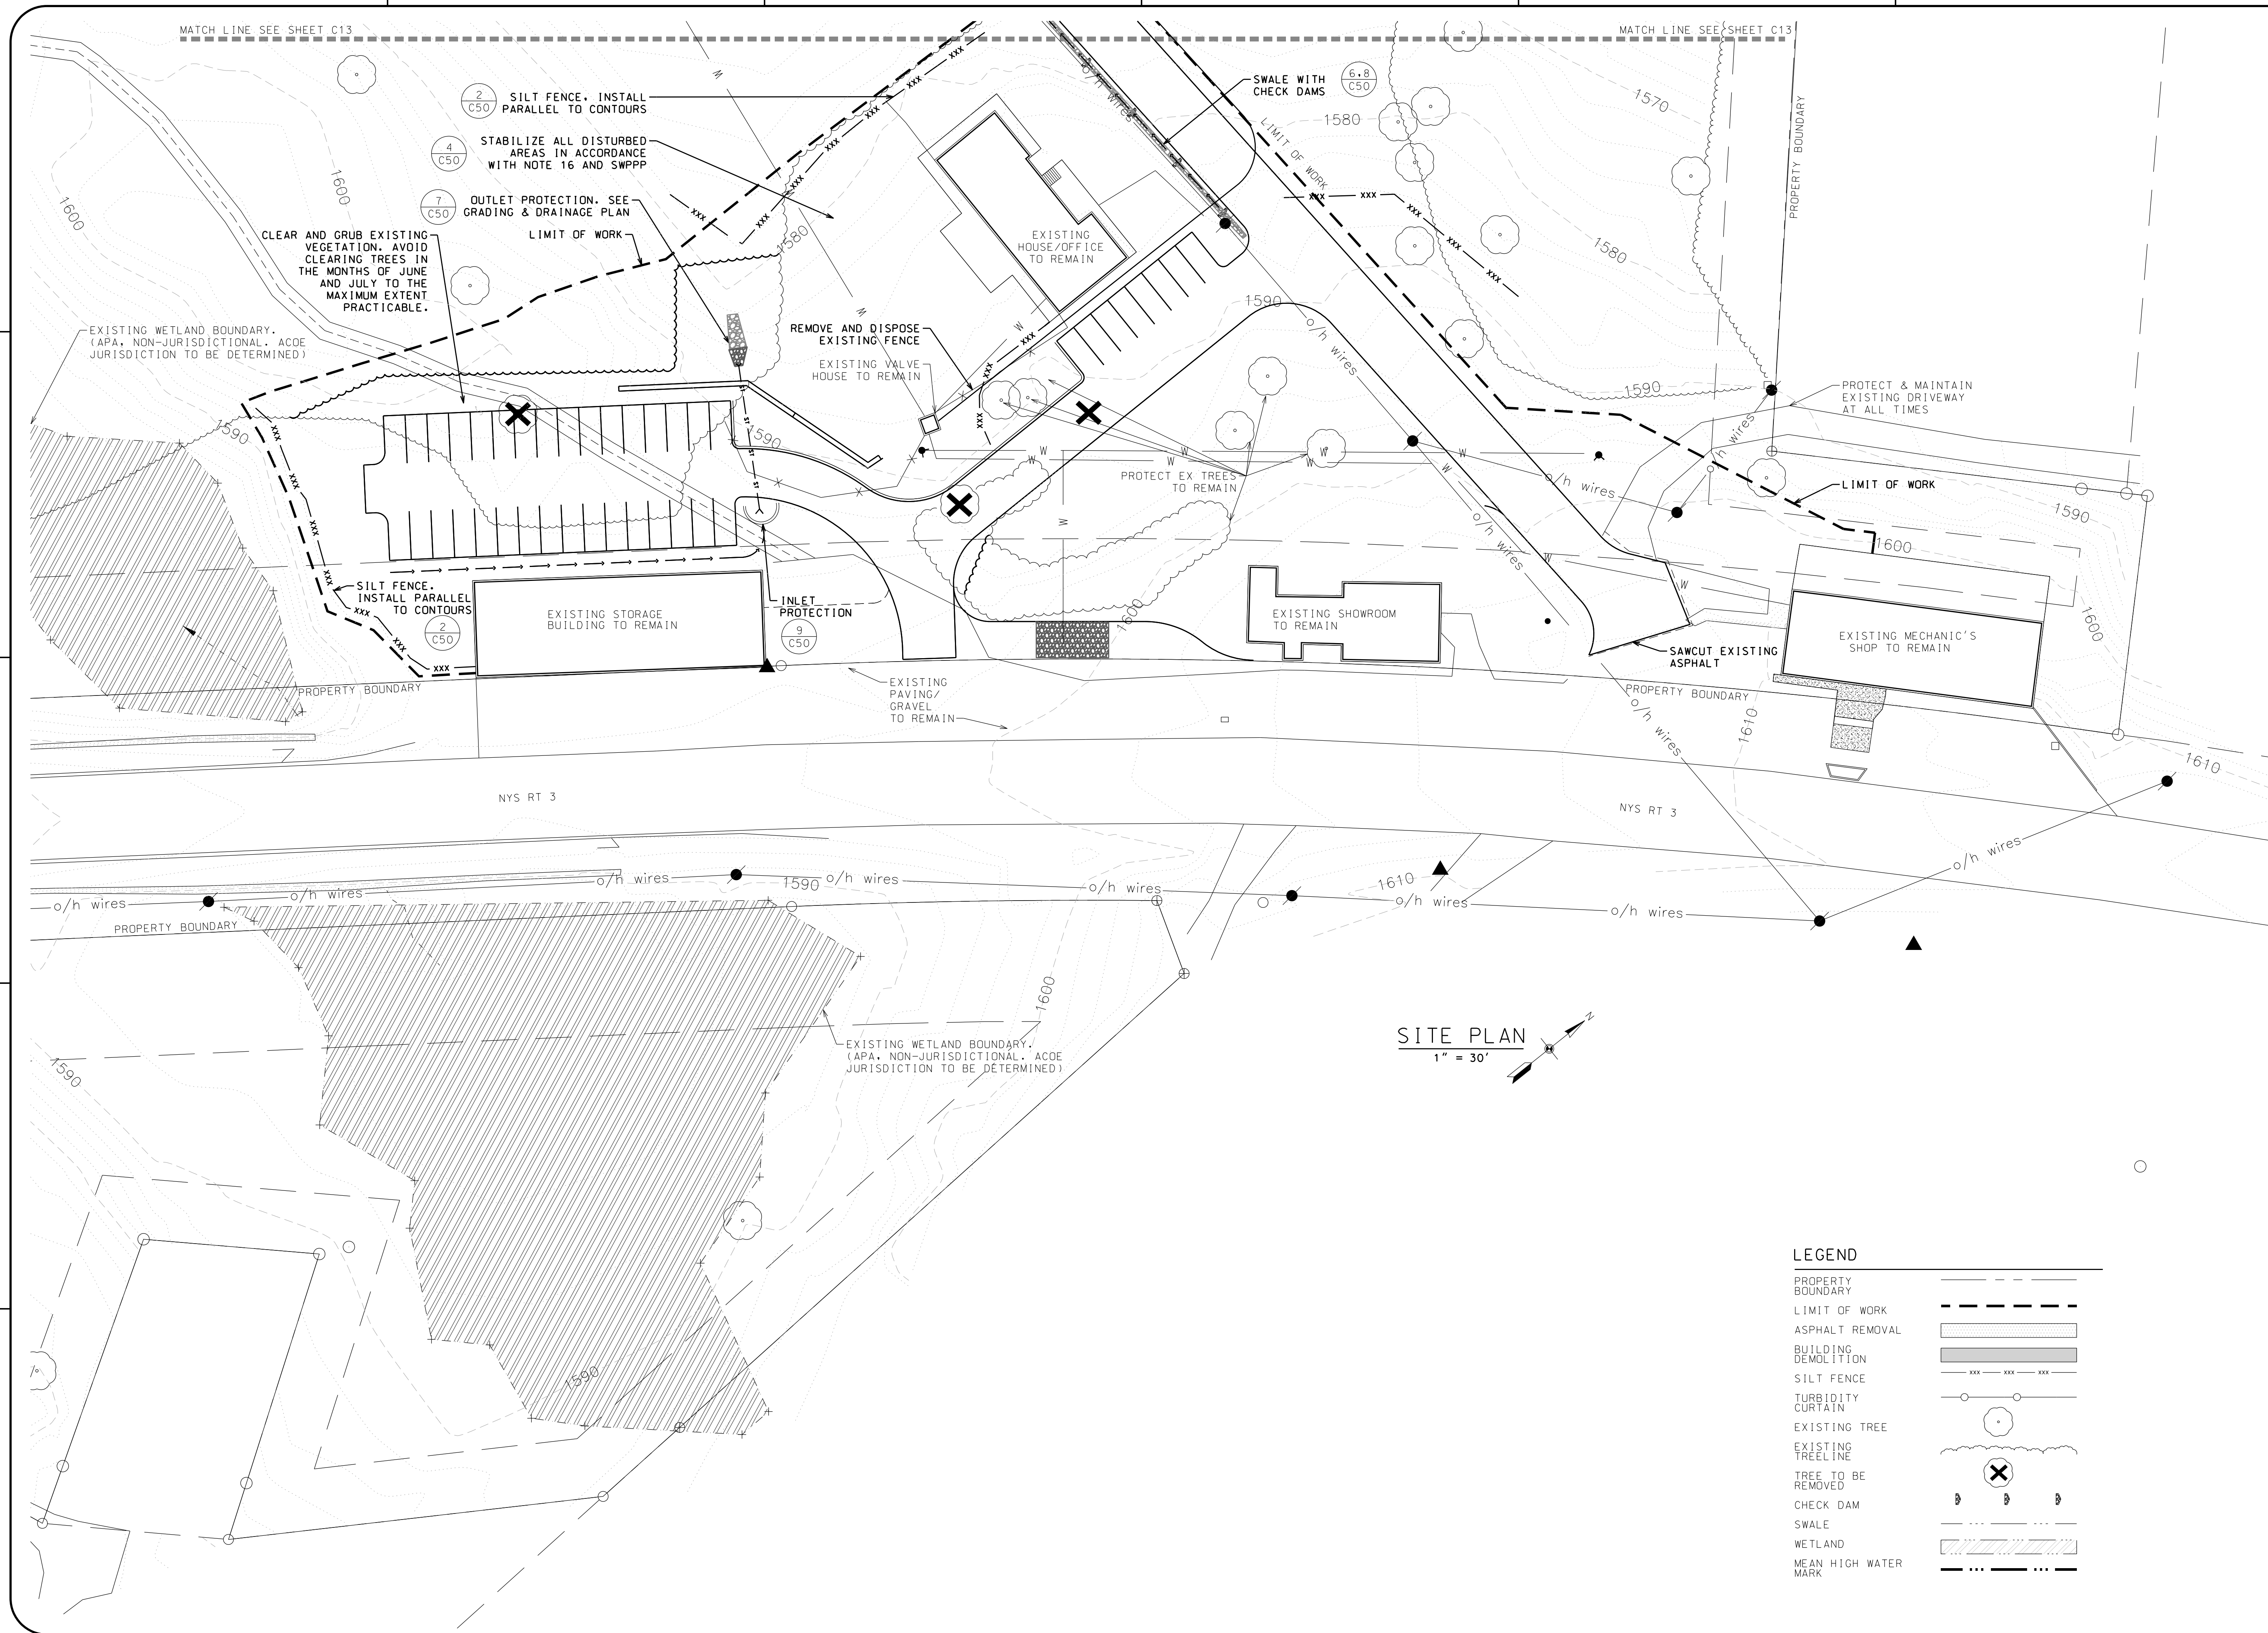 MATCH LINE SEE SHEET C13
MATCH LINE SEE SHEET C13
2
C50
SILT FENCE. INSTALL
PARALLEL TO CONTOURS
4
C50
STABILIZE ALL DISTURBED
AREAS IN ACCORDANCE
WITH NOTE 16 AND SWPPP
7
C50
OUTLET PROTECTION. SEE
GRADING & DRAINAGE PLAN
LIMIT OF WORK
CLEAR AND GRUB EXISTING
VEGETATION. AVOID
CLEARING TREES IN
THE MONTHS OF JUNE
AND JULY TO THE
MAXIMUM EXTENT
PRACTICABLE.
EXISTING WETLAND BOUNDARY.
(APA, NON-JURISDICTIONAL. ACOE
JURISDICTION TO BE DETERMINED)
SWALE WITH
CHECK DAMS
6,8
C50
o/h wires
LIMIT OF WORK
PROPERTY BOUNDARY
1570
1580
1580
1580
1600
1600
1590
1590
1590
1590
1590
1600
1600
1600
1610
1610
EXISTING
HOUSE/OFFICE
TO REMAIN
REMOVE AND DISPOSE
EXISTING FENCE
EXISTING VALVE
HOUSE TO REMAIN
PROTECT EX TREES
TO REMAIN
PROTECT & MAINTAIN
EXISTING DRIVEWAY
AT ALL TIMES
LIMIT OF WORK
o/h wires
o/h wires
o/h wires
o/h wires
SILT FENCE.
INSTALL PARALLEL
TO CONTOURS
2
C50
EXISTING STORAGE
BUILDING TO REMAIN
INLET
PROTECTION
9
C50
EXISTING SHOWROOM
TO REMAIN
SAWCUT EXISTING
ASPHALT
EXISTING MECHANIC'S
SHOP TO REMAIN
PROPERTY BOUNDARY
EXISTING
PAVING/
GRAVEL
TO REMAIN
PROPERTY BOUNDARY
o/h wires
NYS RT 3
NYS RT 3
o/h wires
o/h wires
o/h wires
1590
o/h wires
o/h wires
1610
o/h wires
o/h wires
o/h wires
PROPERTY BOUNDARY
1600
EXISTING WETLAND BOUNDARY.
(APA, NON-JURISDICTIONAL. ACOE
JURISDICTION TO BE DETERMINED)
1590
1590
SITE PLAN
1" = 30'
N
LEGEND
PROPERTY
BOUNDARY
LIMIT OF WORK
ASPHALT REMOVAL
BUILDING
DEMOLITION
SILT FENCE
XXX XXX XXX
TURBIDITY
CURTAIN
EXISTING TREE
EXISTING
TREELINE
TREE TO BE
REMOVED
CHECK DAM
SWALE
WETLAND
MEAN HIGH WATER
MARK